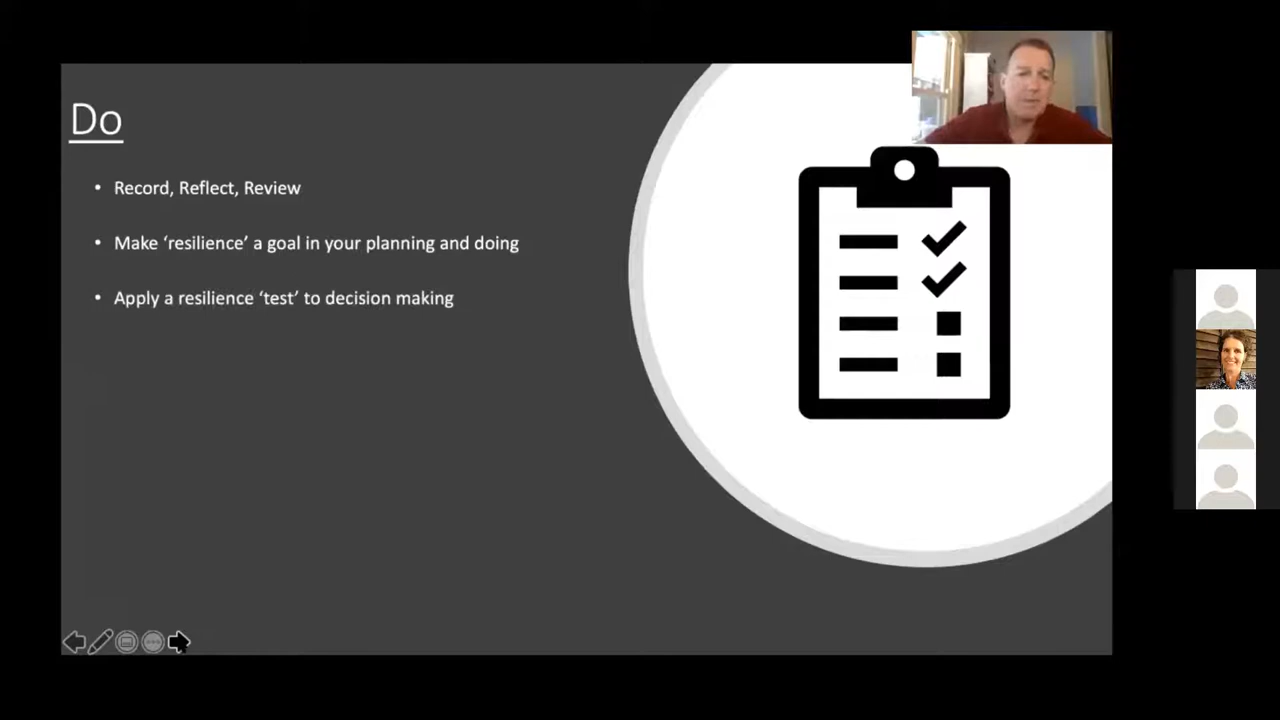 Do
• Record, Reflect, Review
• Make ‘resilience’ a goal in your planning and doing
• Apply a resilience ‘test’ to decision making